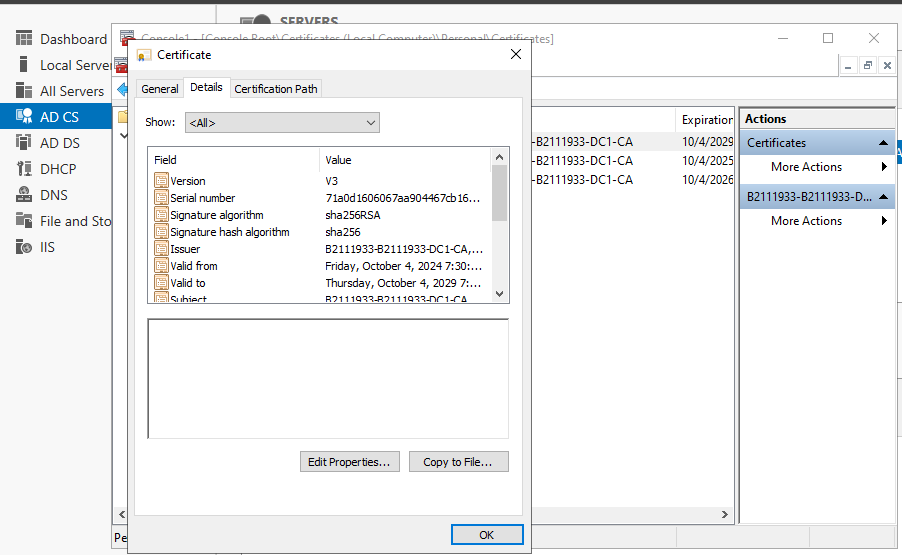 SERVERS
Dashboard
Local Server
All Servers
AD CS
AD DS
DHCP
DNS
File and Sto
IIS
Console1 - [Console Root\Certificates (Local Computer)\Personal\Certificates]
Certificate
General
Details
Certification Path
Show:
<All>
Field Value
Version V3
Serial number 71a0d1606067aa904467cb16...
Signature algorithm sha256RSA
Signature hash algorithm sha256
Issuer B2111933-B2111933-DC1-CA,...
Valid from Friday, October 4, 2024 7:30:...
Valid to Thursday, October 4, 2029 7:...
Subject B2111933-B2111933-DC1-CA
Edit Properties...
Copy to File...
OK
Expiration
-B2111933-DC1-CA 10/4/2029
-B2111933-DC1-CA 10/4/2025
-B2111933-DC1-CA 10/4/2026
Actions
Certificates
More Actions
B2111933-B2111933-D...
More Actions
Pe